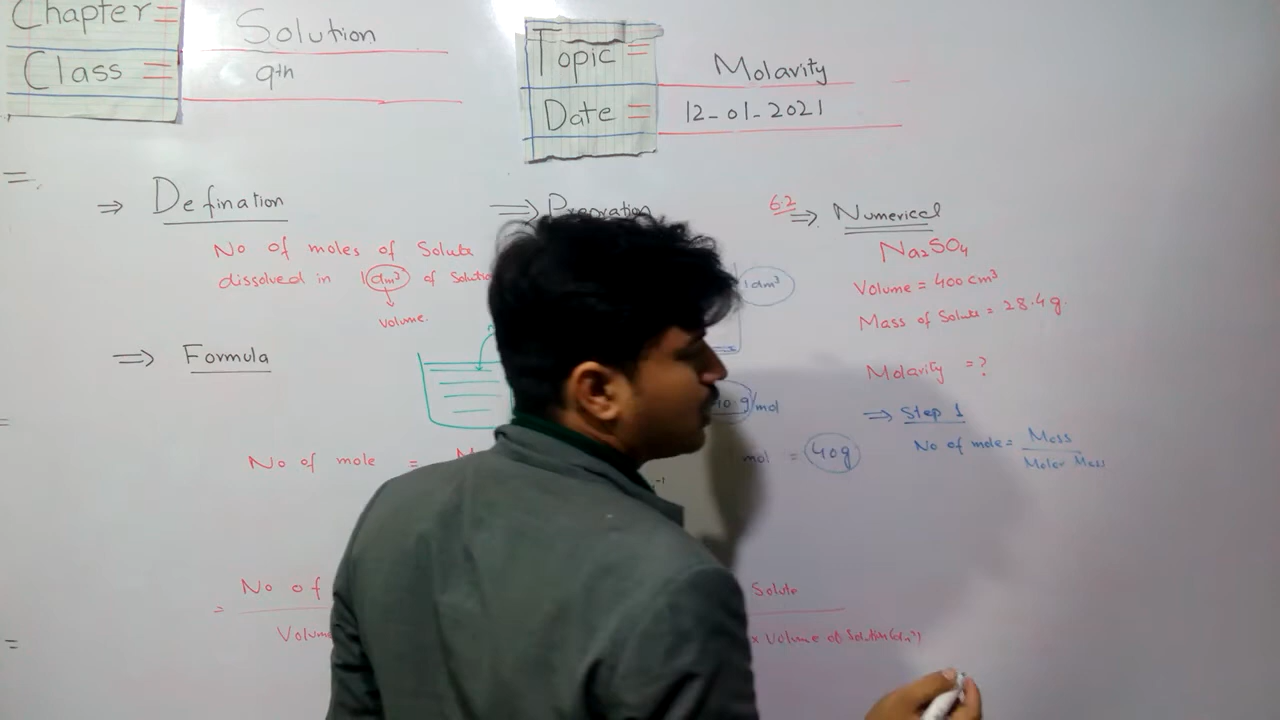 Chapter= Solution
Class = 9th
Topic = Molarity
Date = 12-01-2021
=.
⇒ Defination
No of moles of Solute
dissolved in 1dm³ of Solution
Volume.
⇒ Formula
No of mole =
No of
Volume
=
=
⇒ Prepration
1dm³
g/mol
mol = 40g
-1
Solute
× Volume of Solution(dm³)
6.2 ⇒ Numerical
Na₂SO₄
Volume = 400 cm³
Mass of Solute = 28.4g.
Molarity = ?
⇒ Step 1
No of mole = Mass
Molar Mass